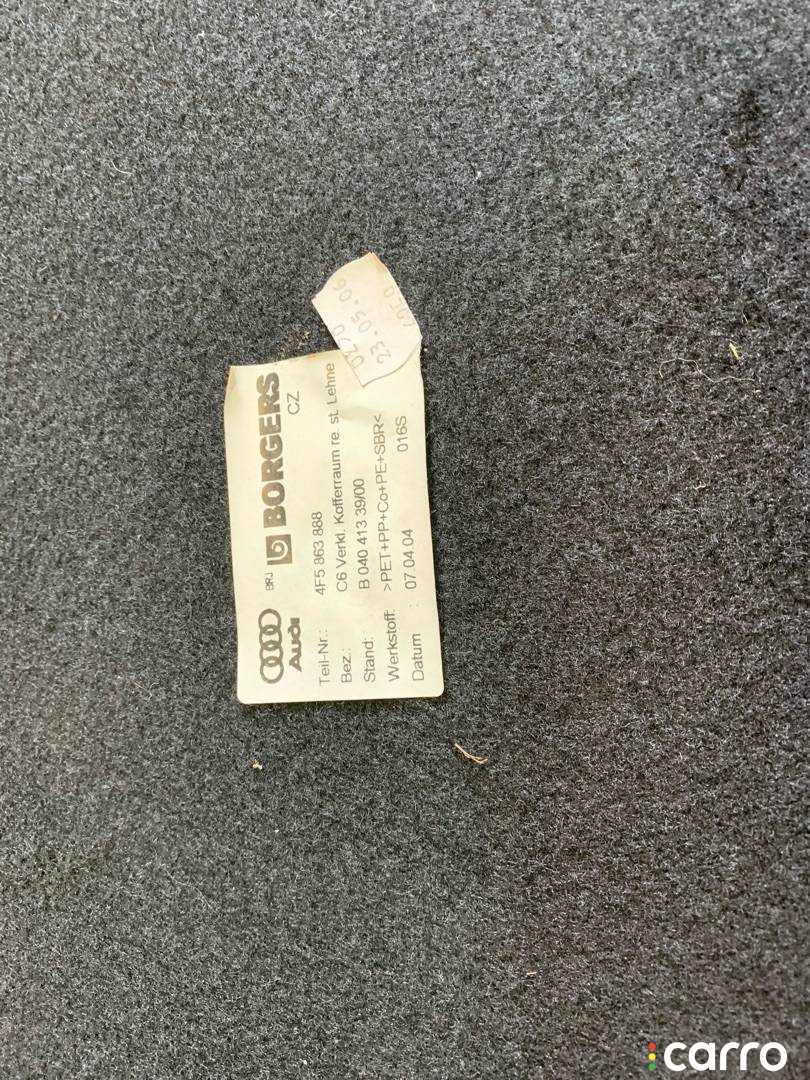 Audi
BRJ
BORGERS
CZ
Teil-Nr.: 4F5 863 888
Bez.: C6 Verkl. Kofferraum re. st. Lehne
Stand: B 040 413 39/00
Werkstoff: >PET+PP+Co+PE+SBR<
Datum : 07.04.04 016S
23.05.06
carro